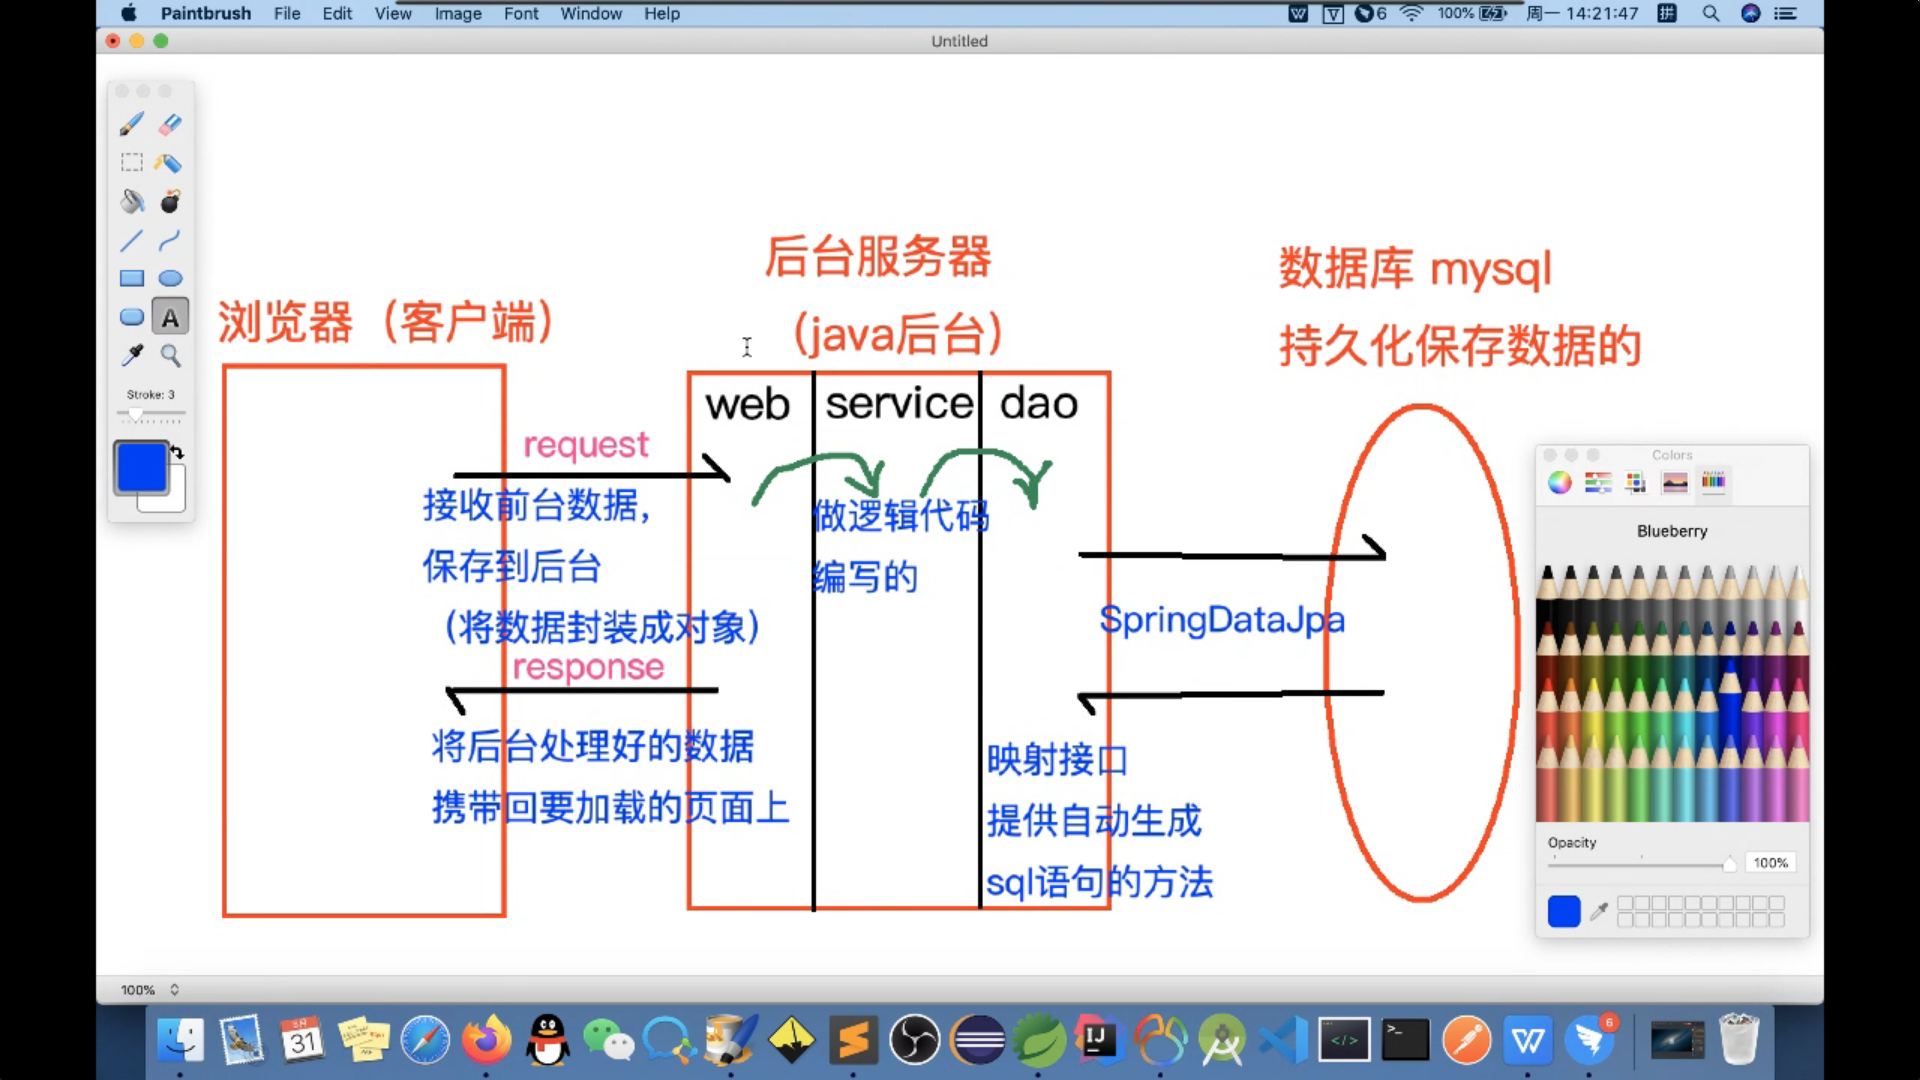 Paintbrush File Edit View Image Font Window Help
6 100% 周一 14:21:47 拼
Untitled
Stroke: 3
A
浏览器（客户端）
后台服务器
（java后台）
数据库 mysql
持久化保存数据的
web service dao
request
接收前台数据，
保存到后台
（将数据封装成对象）
response
将后台处理好的数据
携带回要加载的页面上
做逻辑代码
编写的
SpringDataJpa
映射接口
提供自动生成
sql语句的方法
Colors
Blueberry
Opacity
100%
100%
31
IJ
6